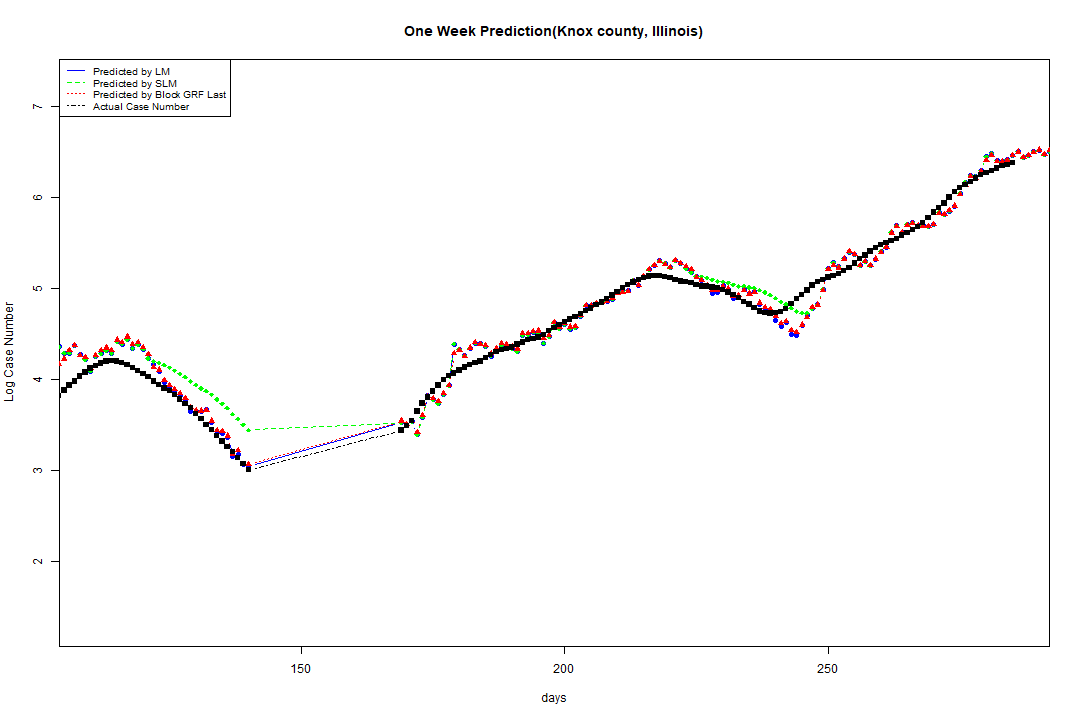 One Week Prediction(Knox county, Illinois)
Predicted by LM
Predicted by SLM
Predicted by Block GRF Last
Actual Case Number
7
6
5
4
3
2
Log Case Number
150
200
250
days